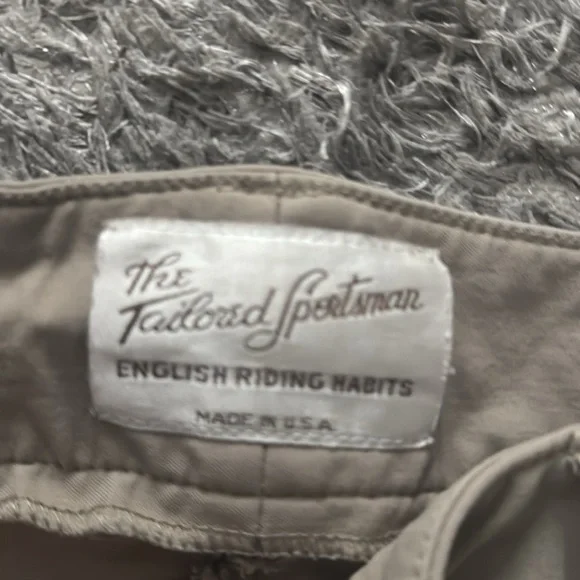 The
Tailored Sportsman
ENGLISH RIDING HABITS
MADE IN U.S.A.